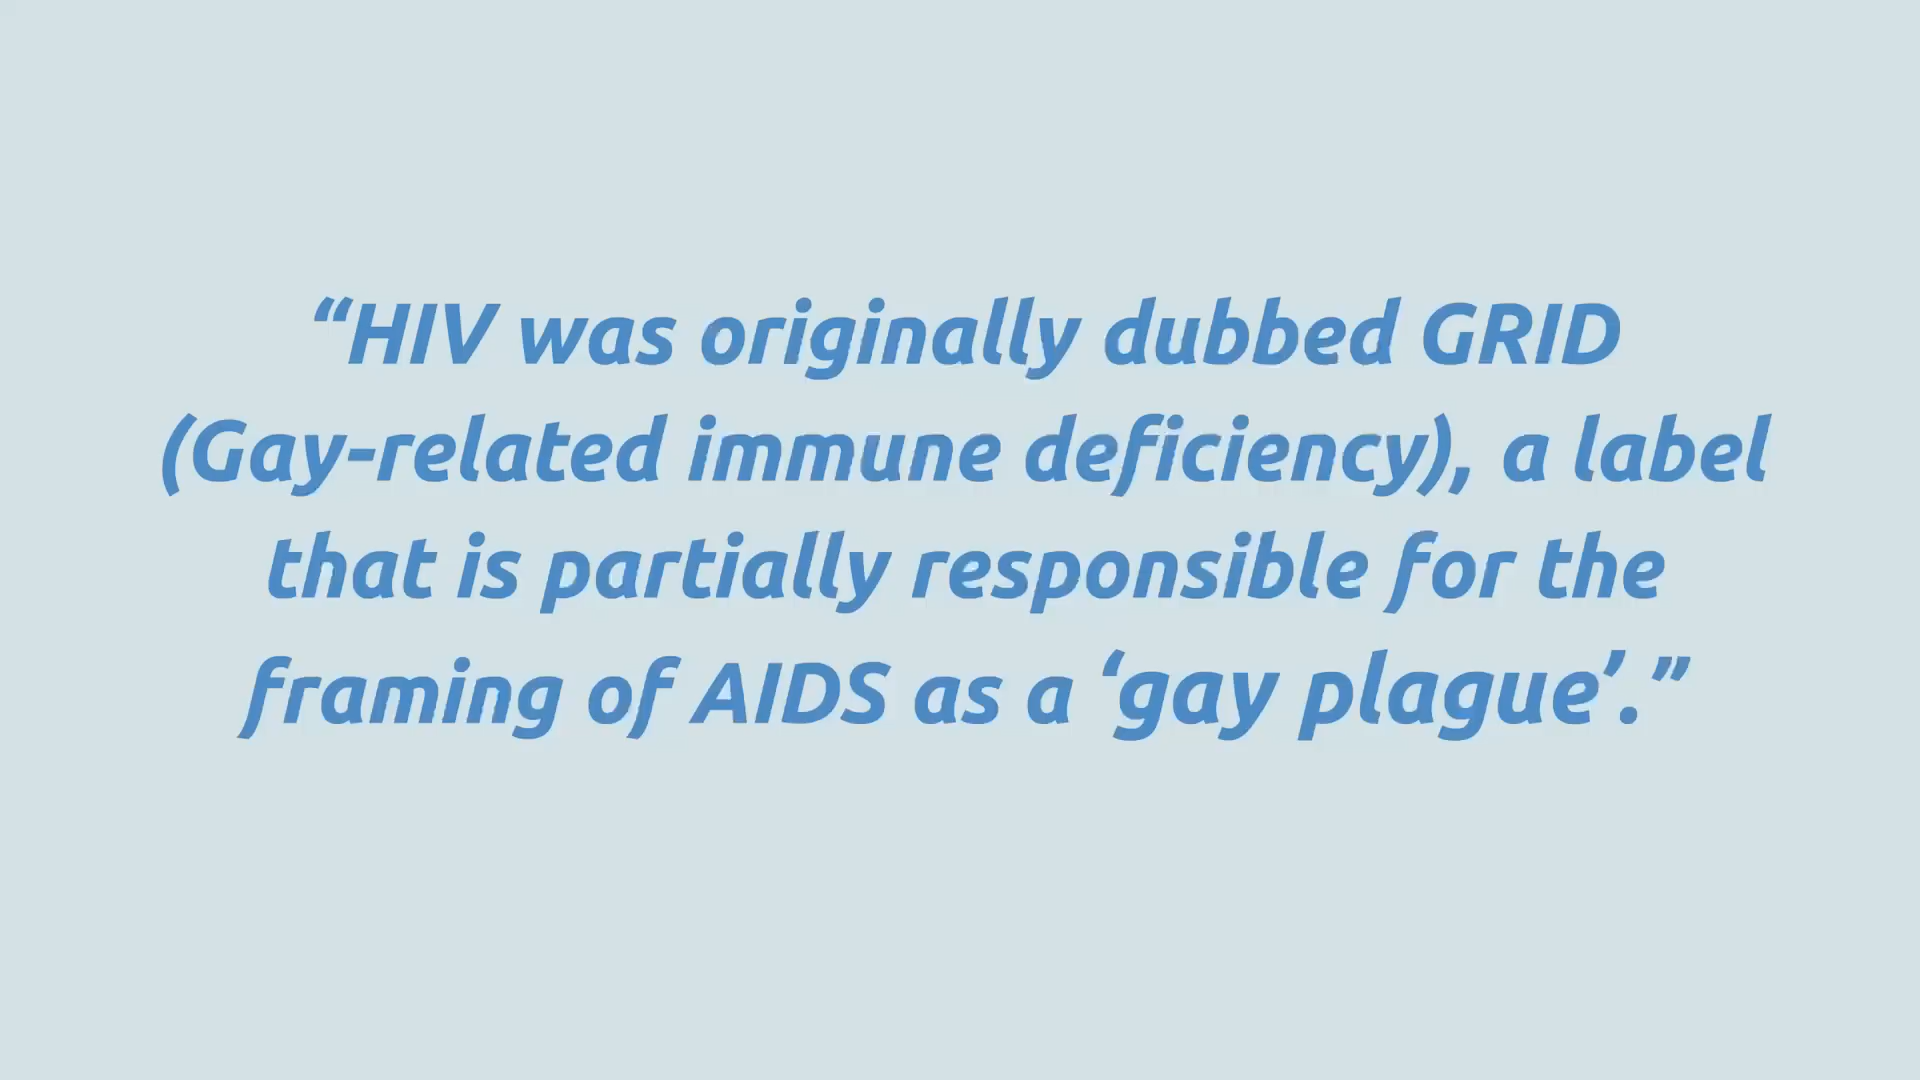 “HIV was originally dubbed GRID
(Gay-related immune deficiency), a label
that is partially responsible for the
framing of AIDS as a ‘gay plague’.”